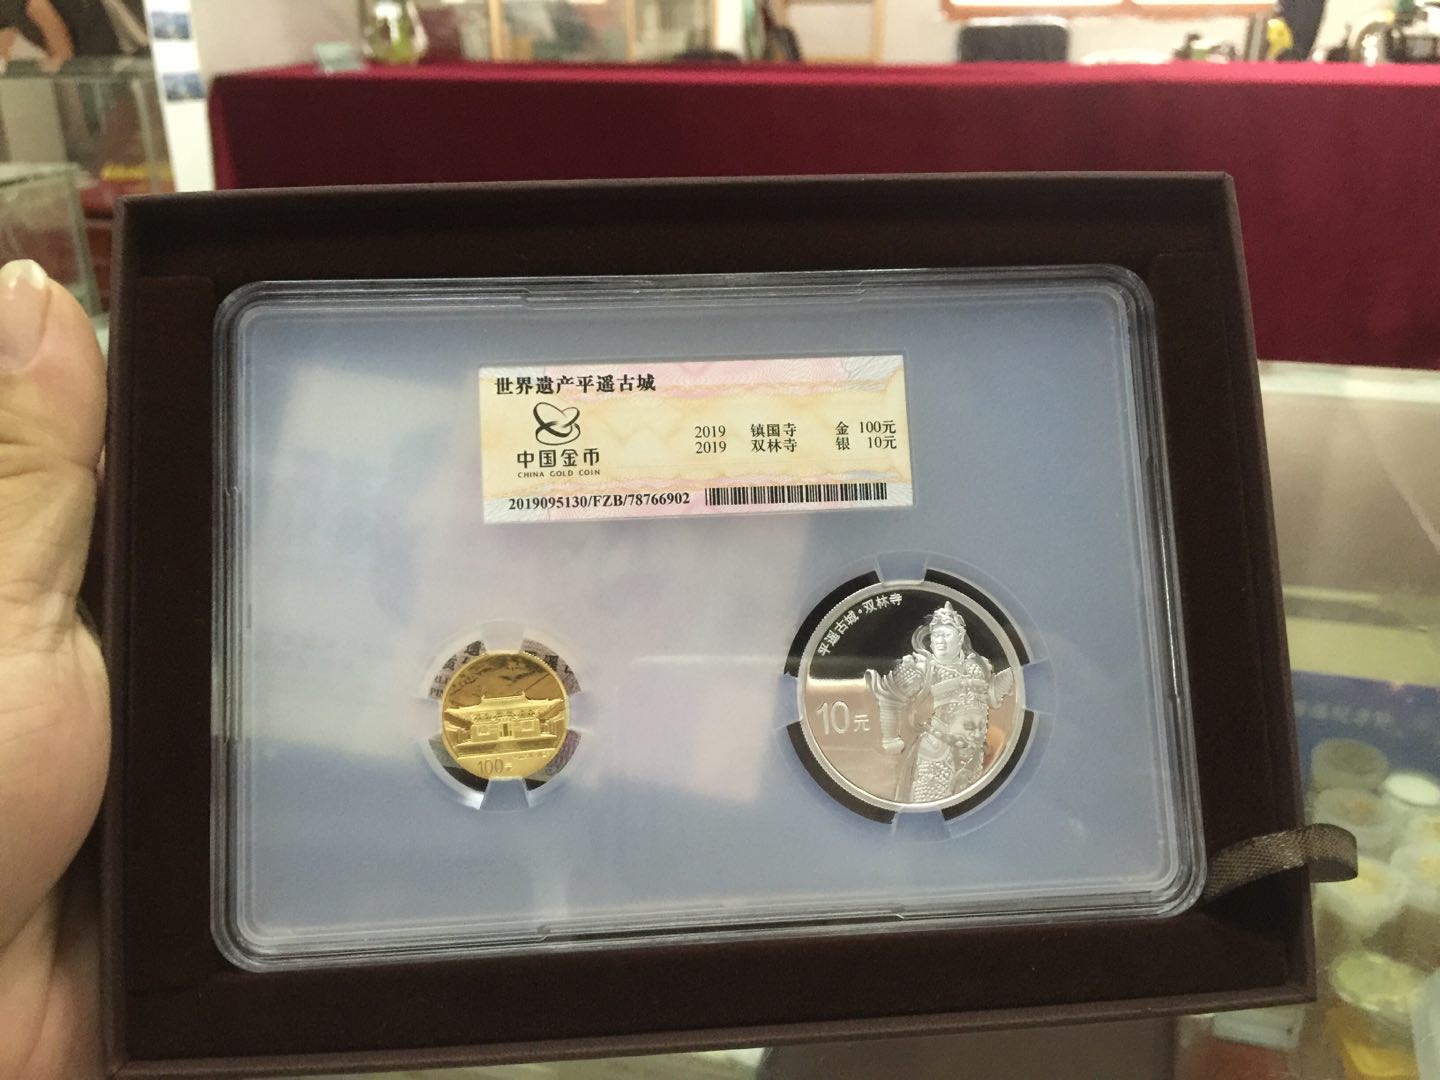 世界遗产平遥古城
中国金币
CHINA GOLD COIN
2019 镇国寺 金 100元
2019 双林寺 银 10元
2019095130/FZB/78766902
平遥古城·双林寺
10元
100元